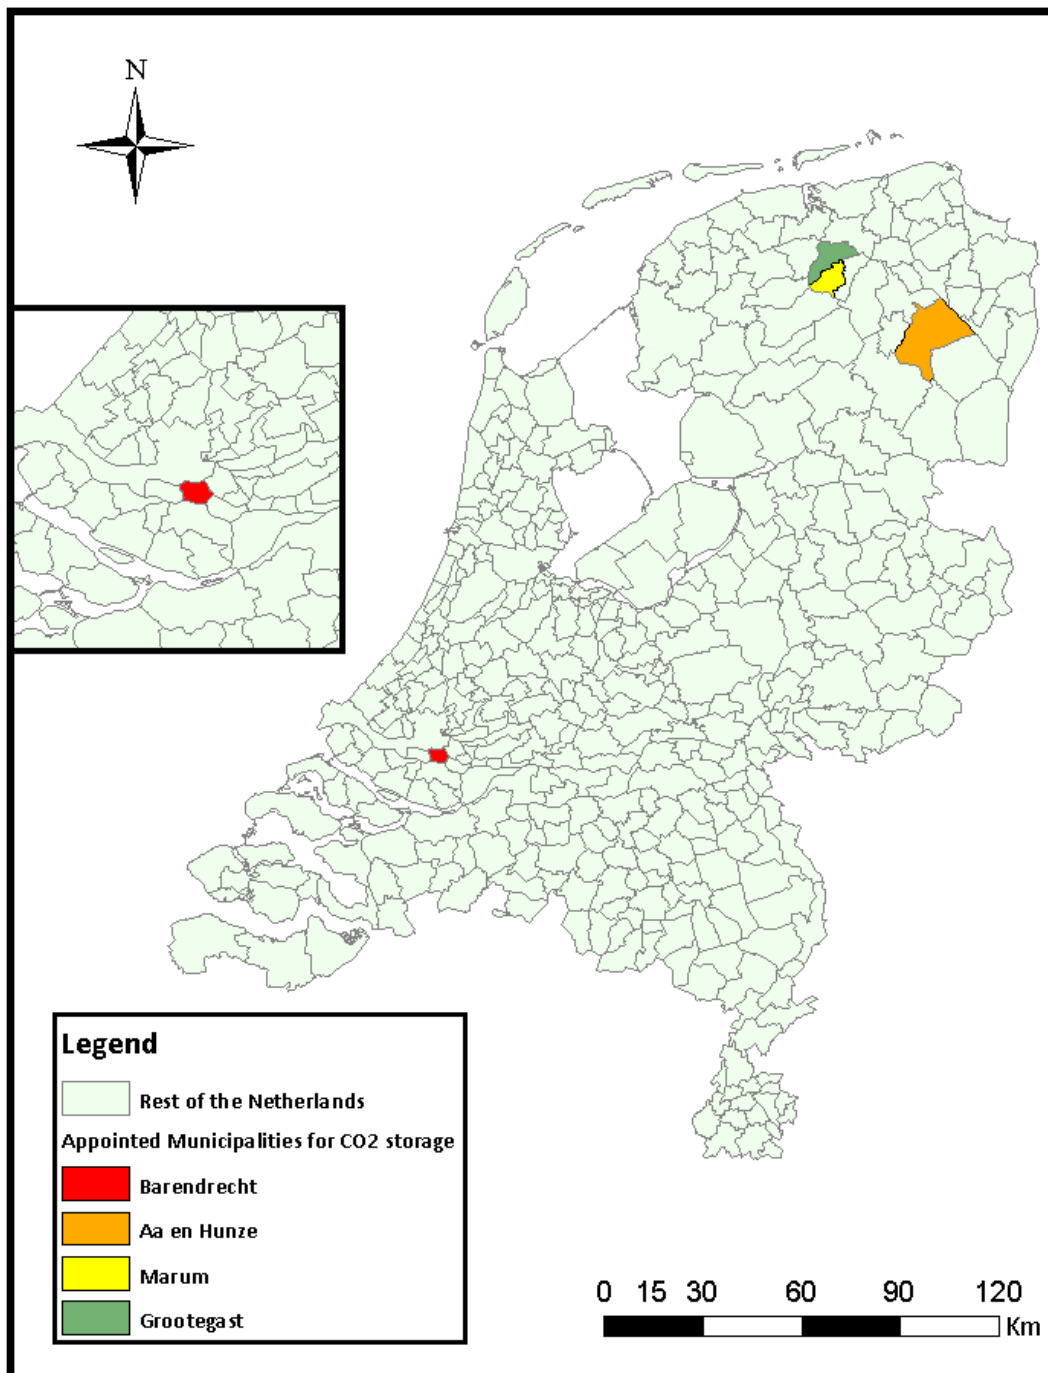 N
Legend
Rest of the Netherlands
Appointed Municipalities for CO2 storage
Barendrecht
Aa en Hunze
Marum
Grootegast
0 15 30 60 90 120
Km